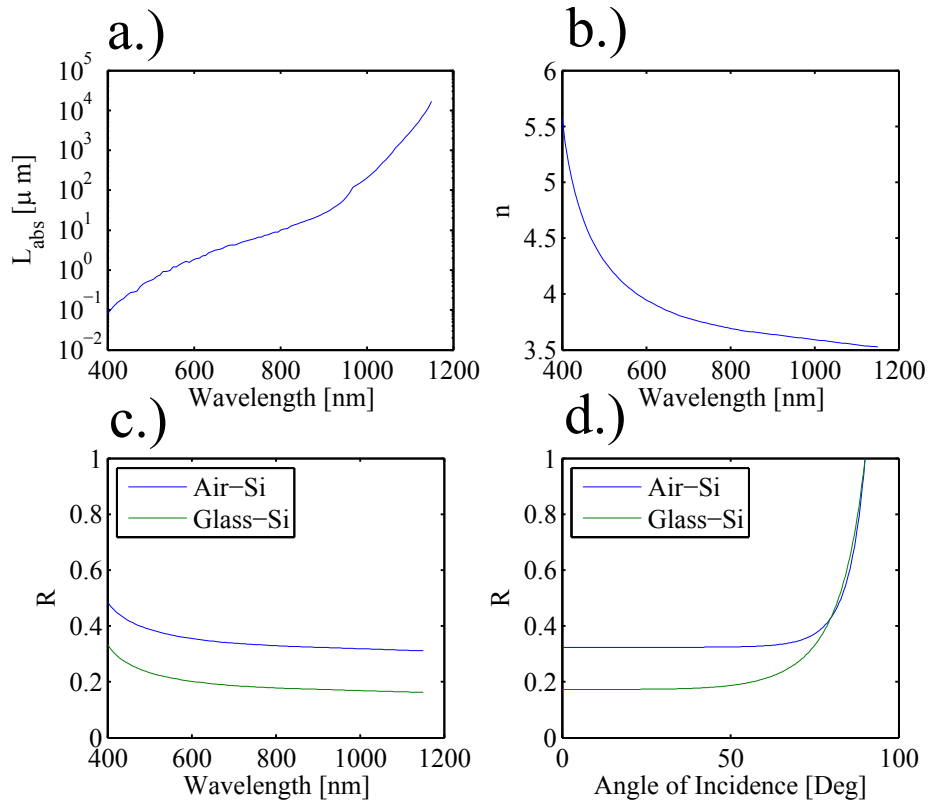 a.)
10^5
10^4
10^3
10^2
10^1
10^0
10^−1
10^−2
L_abs [μ m]
400 600 800 1000 1200
Wavelength [nm]
b.)
6
5.5
5
4.5
4
3.5
n
400 600 800 1000 1200
Wavelength [nm]
c.)
1
0.8
0.6
0.4
0.2
0
R
Air−Si
Glass−Si
400 600 800 1000 1200
Wavelength [nm]
d.)
1
0.8
0.6
0.4
0.2
0
R
Air−Si
Glass−Si
0 50 100
Angle of Incidence [Deg]